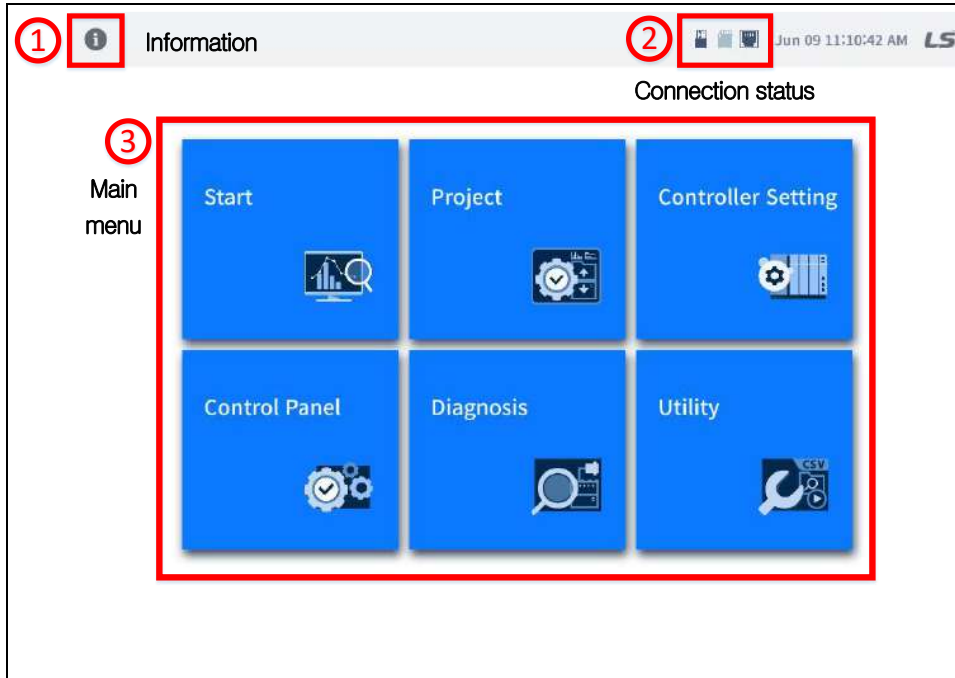 1 Information
2 Jun 09 11:10:42 AM LS
Connection status
3
Main
menu
Start
Project
Controller Setting
Control Panel
Diagnosis
Utility
CSV